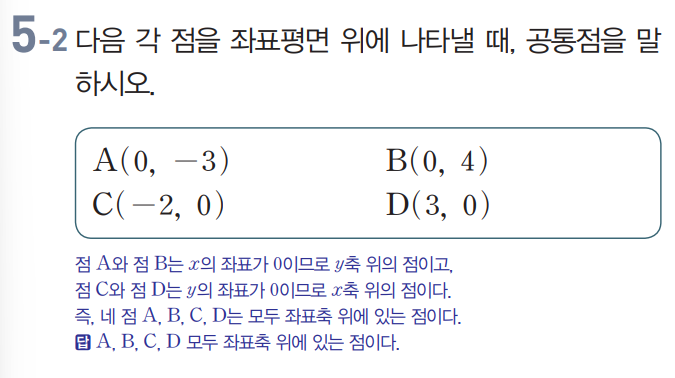 5-2 다음 각 점을 좌표평면 위에 나타낼 때, 공통점을 말
하시오.
A(0, -3) B(0, 4)
C(-2, 0) D(3, 0)
점 A와 점 B는 x의 좌표가 0이므로 y축 위의 점이고,
점 C와 점 D는 y의 좌표가 0이므로 x축 위의 점이다.
즉, 네 점 A, B, C, D는 모두 좌표축 위에 있는 점이다.
답 A, B, C, D 모두 좌표축 위에 있는 점이다.